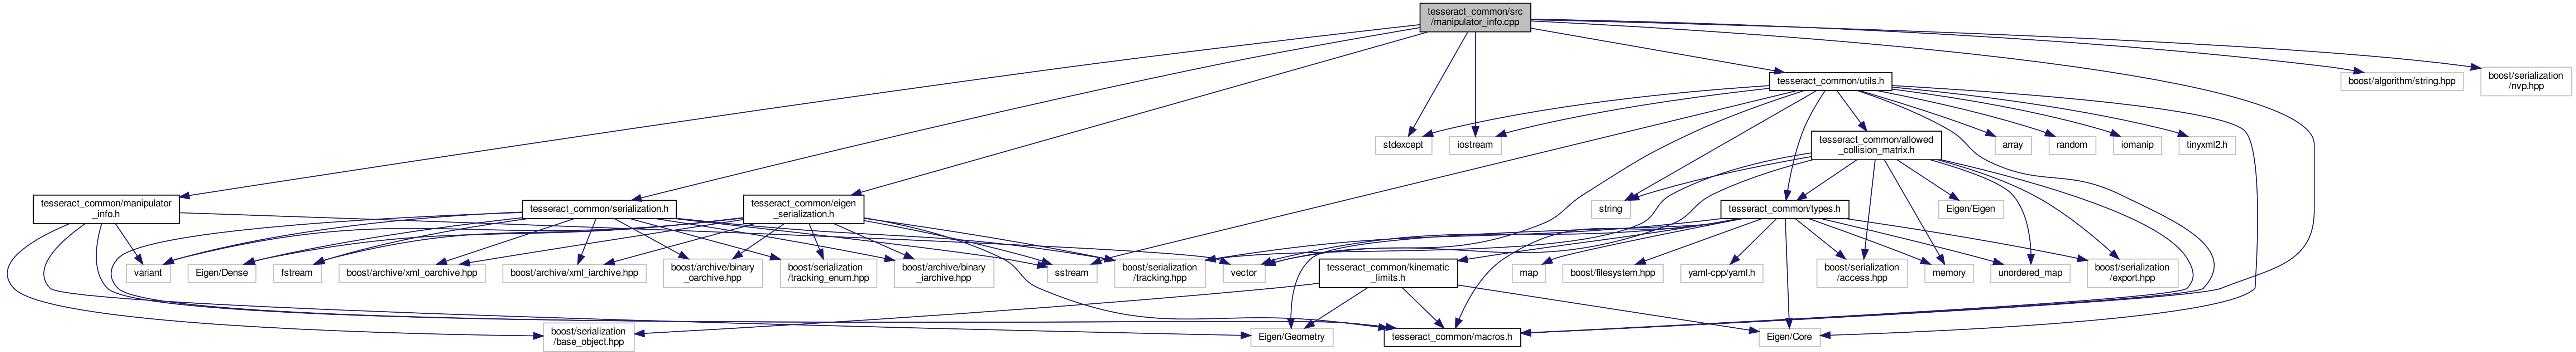 tesseract_common/src
/manipulator_info.cpp
tesseract_common/utils.h
boost/algorithm/string.hpp
boost/serialization
/nvp.hpp
stdexcept
iostream
tesseract_common/allowed
_collision_matrix.h
array
random
iomanip
tinyxml2.h
tesseract_common/manipulator
_info.h
tesseract_common/serialization.h
tesseract_common/eigen
_serialization.h
string
tesseract_common/types.h
Eigen/Eigen
variant
Eigen/Dense
fstream
boost/archive/xml_oarchive.hpp
boost/archive/xml_iarchive.hpp
boost/archive/binary
_oarchive.hpp
boost/serialization
/tracking_enum.hpp
boost/archive/binary
_iarchive.hpp
sstream
boost/serialization
/tracking.hpp
vector
tesseract_common/kinematic
_limits.h
map
boost/filesystem.hpp
yaml-cpp/yaml.h
boost/serialization
/access.hpp
memory
unordered_map
boost/serialization
/export.hpp
boost/serialization
/base_object.hpp
Eigen/Geometry
tesseract_common/macros.h
Eigen/Core